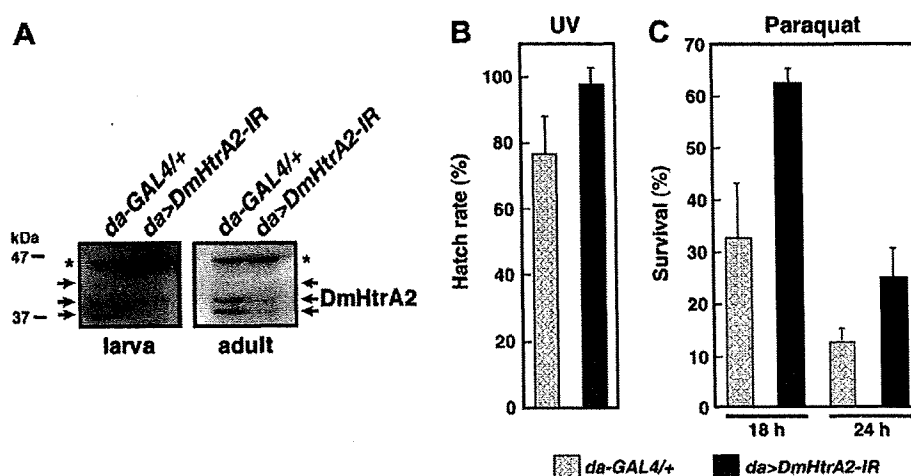 A
da-GAL4/+
da>DmHtrA2-IR
da-GAL4/+
da>DmHtrA2-IR
kDa
47
*
*
DmHtrA2
37
larva
adult
B
UV
Hatch rate (%)
100
80
60
40
20
0
C
Paraquat
Survival (%)
70
60
50
40
30
20
10
0
18 h
24 h
da-GAL4/+
da>DmHtrA2-IR